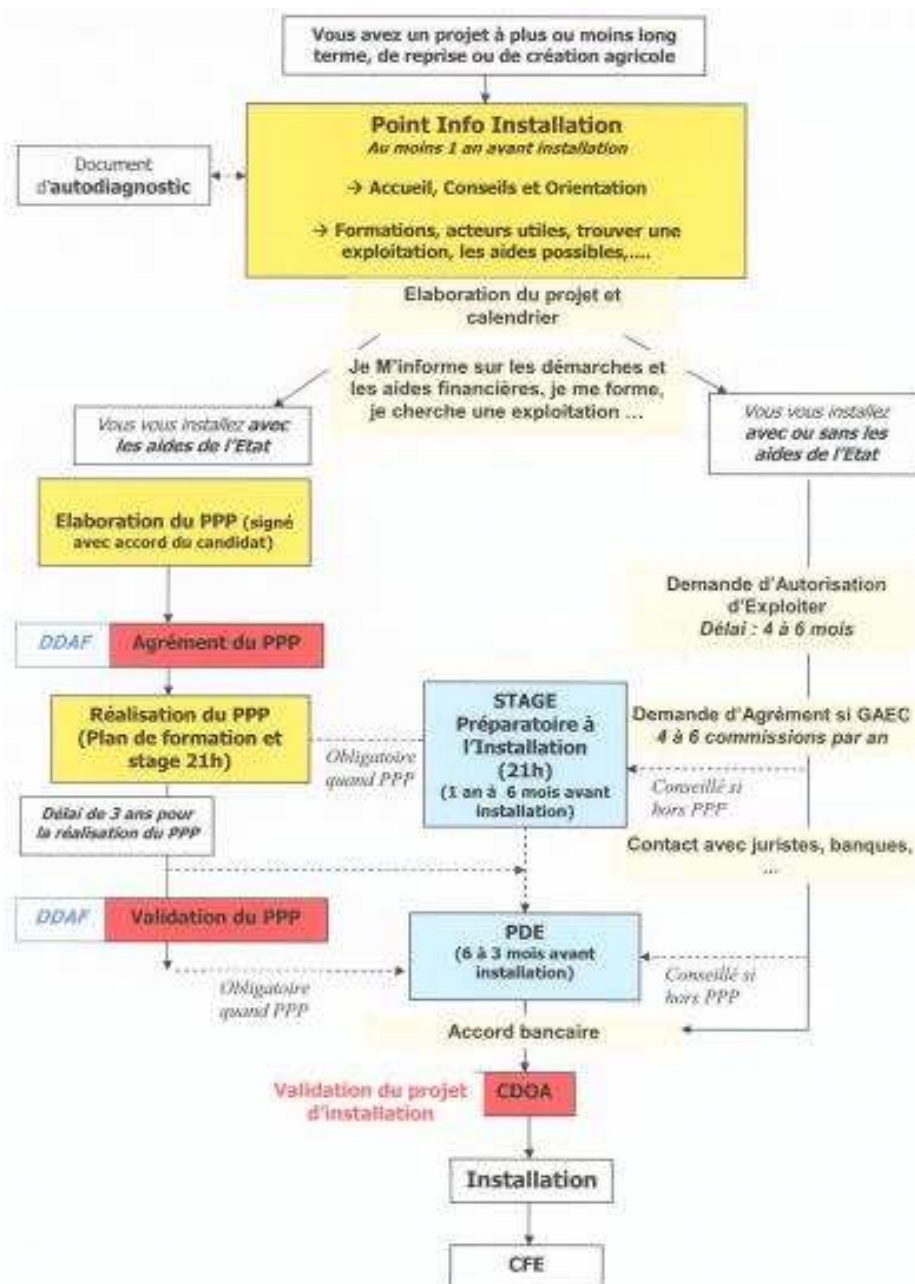 Vous avez un projet à plus ou moins long
terme, de reprise ou de création agricole
Point Info Installation
Au moins 1 an avant installation
→ Accueil, Conseils et Orientation
→ Formations, acteurs utiles, trouver une
exploitation, les aides possibles,....
Document
d'autodiagnostic
Elaboration du projet et
calendrier
Je M'informe sur les démarches et
les aides financières, je me forme,
je cherche une exploitation ...
Vous vous installez avec
les aides de l'Etat
Vous vous installez
avec ou sans les
aides de l'Etat
Elaboration du PPP (signé
avec accord du candidat)
Demande d'Autorisation
d'Exploiter
Délai : 4 à 6 mois
DDAF
Agrément du PPP
Réalisation du PPP
(Plan de formation et
stage 21h)
Obligatoire
quand PPP
STAGE
Préparatoire à
l'Installation
(21h)
(1 an à 6 mois avant
installation)
Demande d'Agrément si GAEC
4 à 6 commissions par an
Conseillé si
hors PPP
Délai de 3 ans pour
la réalisation du PPP
Contact avec juristes, banques,
...
DDAF
Validation du PPP
PDE
(6 à 3 mois avant
installation)
Obligatoire
quand PPP
Conseillé si
hors PPP
Accord bancaire
Validation du projet
d'installation
CDOA
Installation
CFE